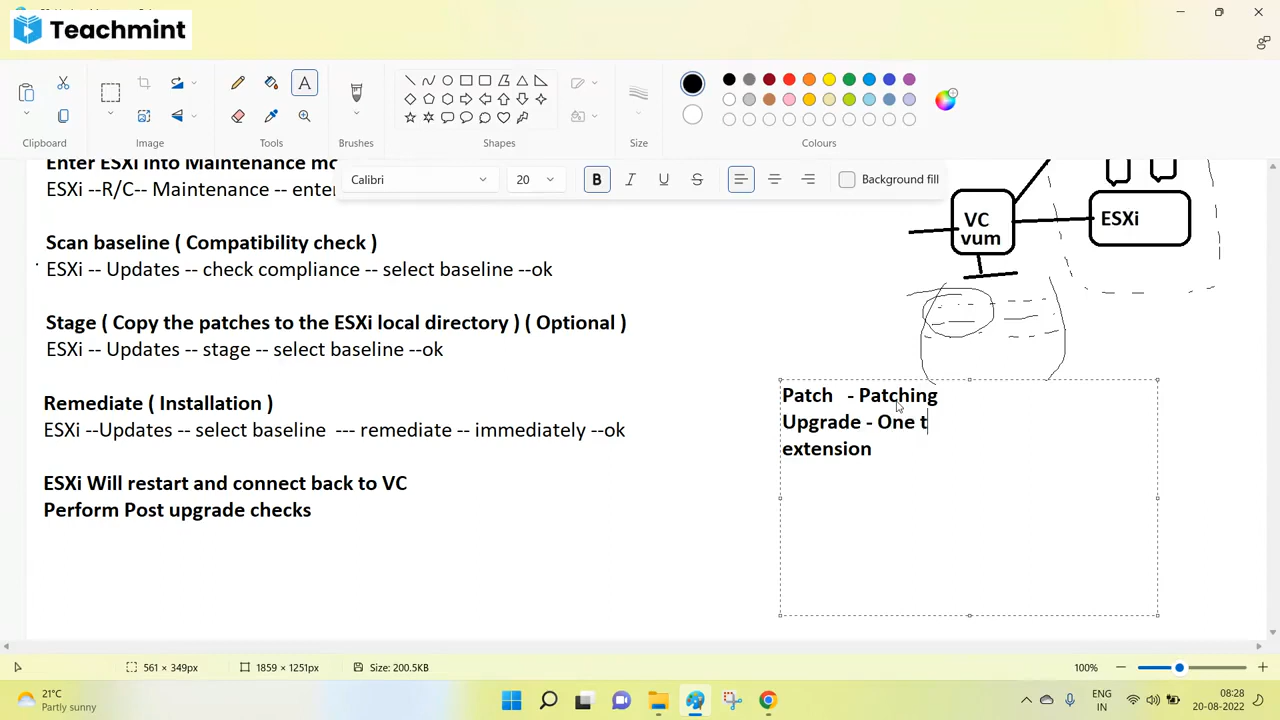 Teachmint
Clipboard
Image
Tools
Brushes
Shapes
Size
Colours
Calibri
20
Background fill
Enter ESXi into Maintenance mo
ESXi --R/C-- Maintenance -- enter
Scan baseline ( Compatibility check )
ESXi -- Updates -- check compliance -- select baseline --ok
Stage ( Copy the patches to the ESXi local directory ) ( Optional )
ESXi -- Updates -- stage -- select baseline --ok
Remediate ( Installation )
ESXi --Updates -- select baseline --- remediate -- immediately --ok
ESXi Will restart and connect back to VC
Perform Post upgrade checks
VC
vum
ESXi
Patch - Patching
Upgrade - One t
extension
561 × 349px
1859 × 1251px
Size: 200.5KB
100%
21°C
Partly sunny
ENG
IN
08:28
20-08-2022